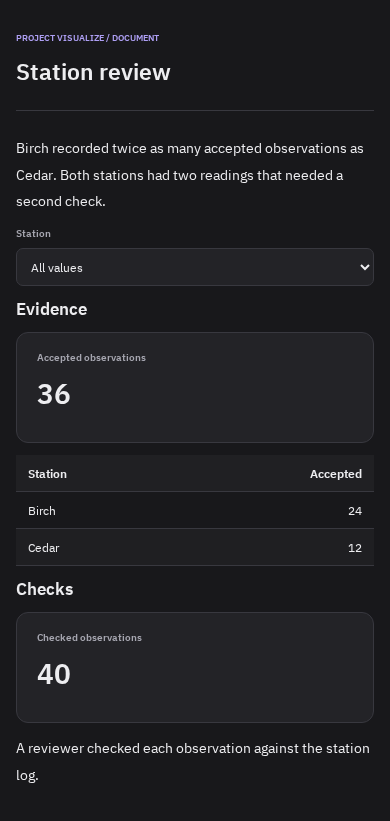 PROJECT VISUALIZE / DOCUMENT
Station review
Birch recorded twice as many accepted observations as
Cedar. Both stations had two readings that needed a
second check.
Station
All values
Evidence
Accepted observations
36
Station Accepted
Birch 24
Cedar 12
Checks
Checked observations
40
A reviewer checked each observation against the station
log.